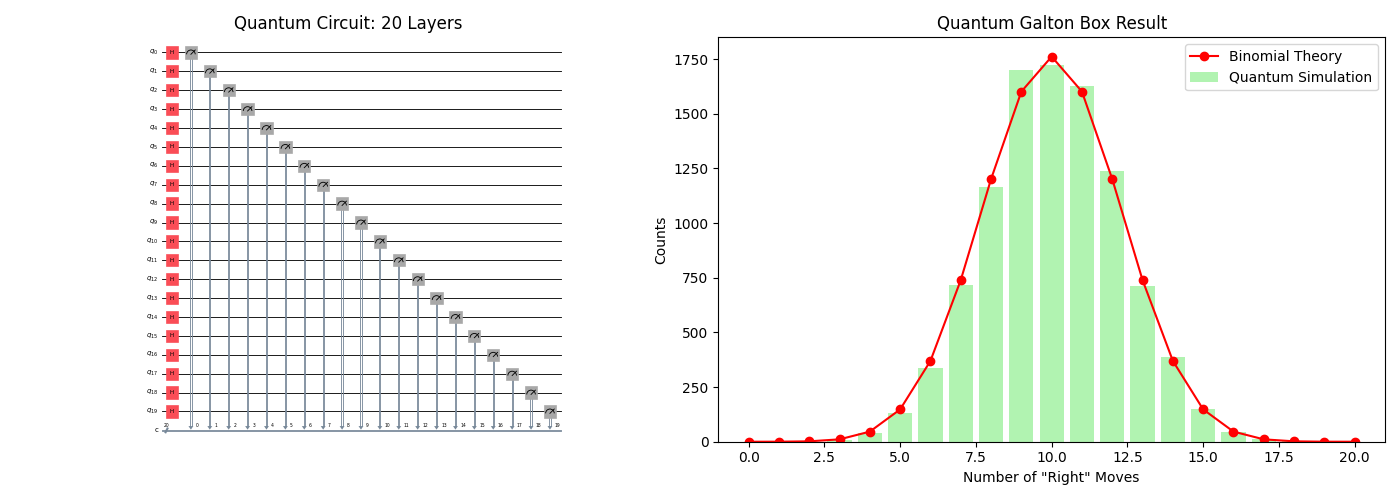 Quantum Circuit: 20 Layers
q0 H
q1 H
q2 H
q3 H
q4 H
q5 H
q6 H
q7 H
q8 H
q9 H
q10 H
q11 H
q12 H
q13 H
q14 H
q15 H
q16 H
q17 H
q18 H
q19 H
c 20 0 1 2 3 4 5 6 7 8 9 10 11 12 13 14 15 16 17 18 19
Quantum Galton Box Result
Binomial Theory
Quantum Simulation
Counts
1750
1500
1250
1000
750
500
250
0
0.0 2.5 5.0 7.5 10.0 12.5 15.0 17.5 20.0
Number of "Right" Moves